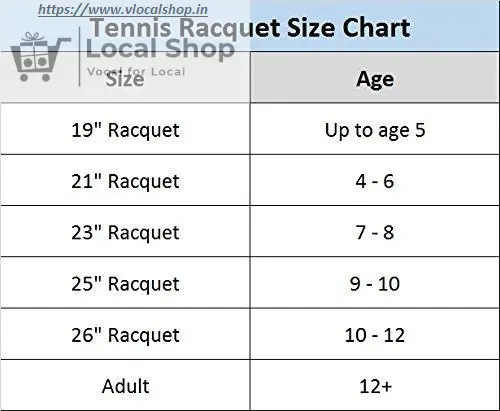 https://www.vlocalshop.in
Tennis Racquet Size Chart
Local Shop
Vocal for Local
Size Age
19" Racquet Up to age 5
21" Racquet 4 - 6
23" Racquet 7 - 8
25" Racquet 9 - 10
26" Racquet 10 - 12
Adult 12+